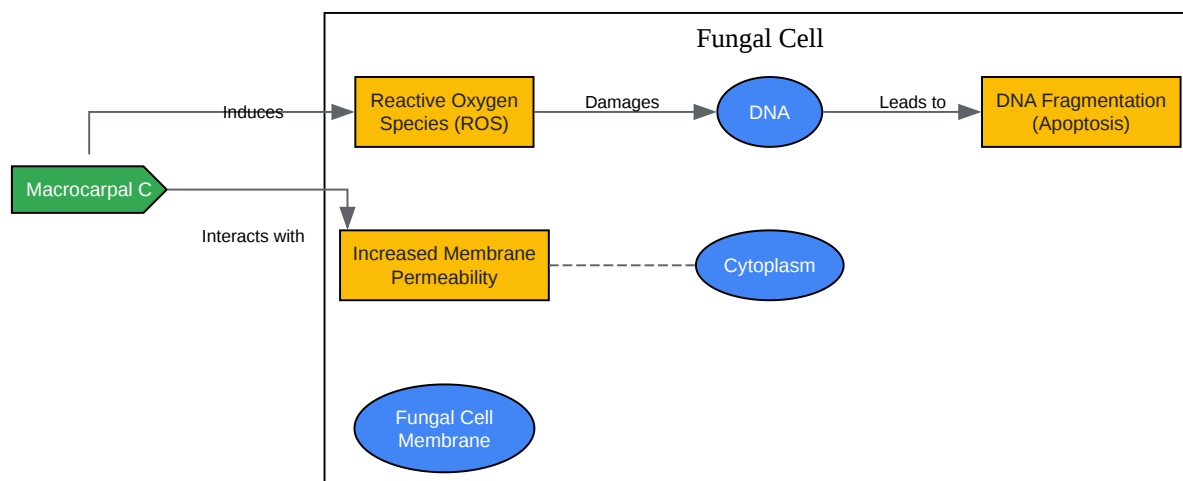 Fungal Cell
Induces
Reactive Oxygen
Species (ROS)
Damages
DNA
Leads to
DNA Fragmentation
(Apoptosis)
Macrocarpal C
Interacts with
Increased Membrane
Permeability
Cytoplasm
Fungal Cell
Membrane